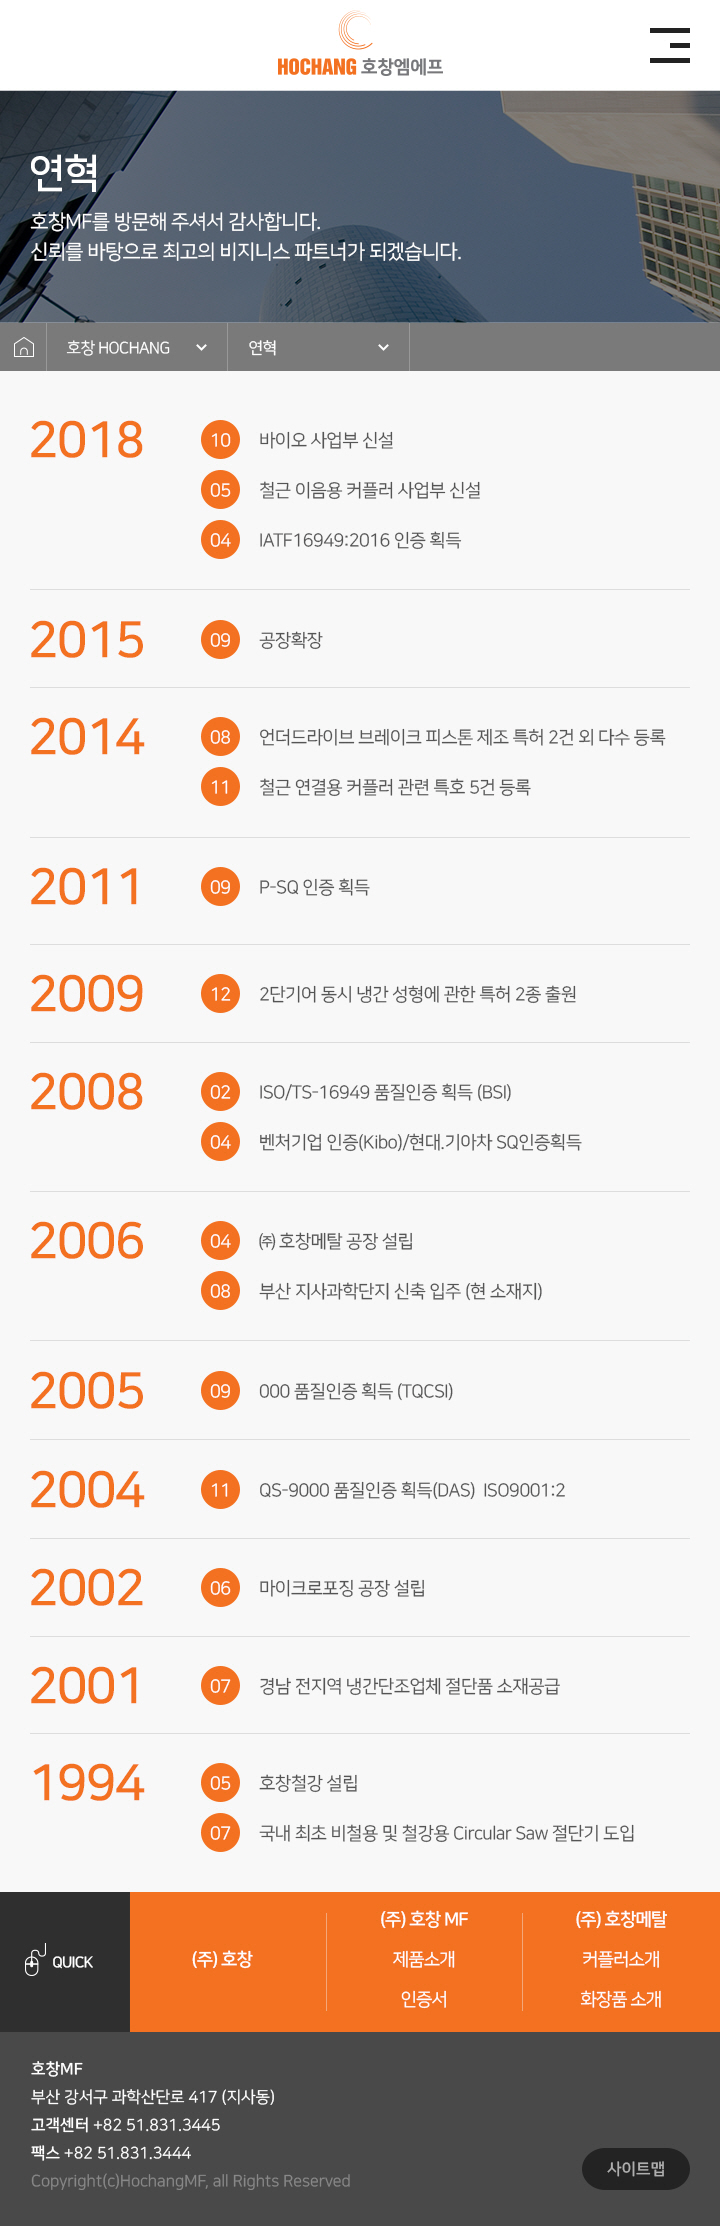 HOCHANG 호창엠에프
연혁
호창MF를 방문해 주셔서 감사합니다.
신뢰를 바탕으로 최고의 비지니스 파트너가 되겠습니다.
호창 HOCHANG 연혁
2018
10 바이오 사업부 신설
05 철근 이음용 커플러 사업부 신설
04 IATF16949:2016 인증 획득
2015
09 공장확장
2014
08 언더드라이브 브레이크 피스톤 제조 특허 2건 외 다수 등록
11 철근 연결용 커플러 관련 특호 5건 등록
2011
09 P-SQ 인증 획득
2009
12 2단기어 동시 냉간 성형에 관한 특허 2종 출원
2008
02 ISO/TS-16949 품질인증 획득 (BSI)
04 벤처기업 인증(Kibo)/현대.기아차 SQ인증획득
2006
04 ㈜ 호창메탈 공장 설립
08 부산 지사과학단지 신축 입주 (현 소재지)
2005
09 000 품질인증 획득 (TQCSI)
2004
11 QS-9000 품질인증 획득(DAS) ISO9001:2
2002
06 마이크로포징 공장 설립
2001
07 경남 전지역 냉간단조업체 절단품 소재공급
1994
05 호창철강 설립
07 국내 최초 비철용 및 철강용 Circular Saw 절단기 도입
QUICK
(주) 호창
(주) 호창 MF
제품소개
인증서
(주) 호창메탈
커플러소개
화장품 소개
호창MF
부산 강서구 과학산단로 417 (지사동)
고객센터 +82 51.831.3445
팩스 +82 51.831.3444
Copyright(c)HochangMF, all Rights Reserved
사이트맵